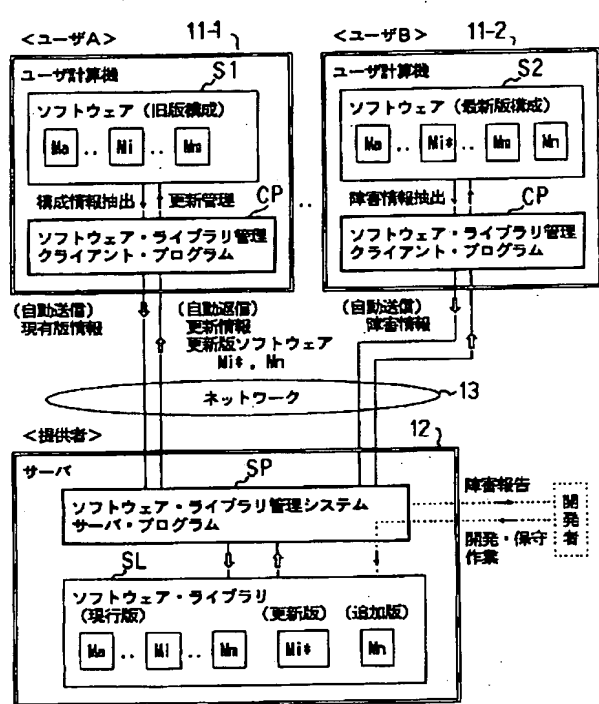 <ユーザA> 11-1 <ユーザB> 11-2
ユーザ計算機 S1
ソフトウェア(旧版構成)
Ma .. Mi .. Mm
構成情報抽出 更新管理 CP
ソフトウェア・ライブラリ管理
クライアント・プログラム
..
ユーザ計算機 S2
ソフトウェア(最新版構成)
Ma .. Mi* .. Mm Mn
障害情報抽出 CP
ソフトウェア・ライブラリ管理
クライアント・プログラム
(自動送信)
現有版情報
(自動返信)
更新情報
更新版ソフトウェア
Mi*, Mn
(自動送信)
障害情報
ネットワーク 13
<提供者> 12
サーバ SP
ソフトウェア・ライブラリ管理システム
サーバ・プログラム
障害報告
開発・保守
作業
開発者
SL
ソフトウェア・ライブラリ
(現行版) (更新版) (追加版)
Ma .. Mi .. Mm Mi* Mn